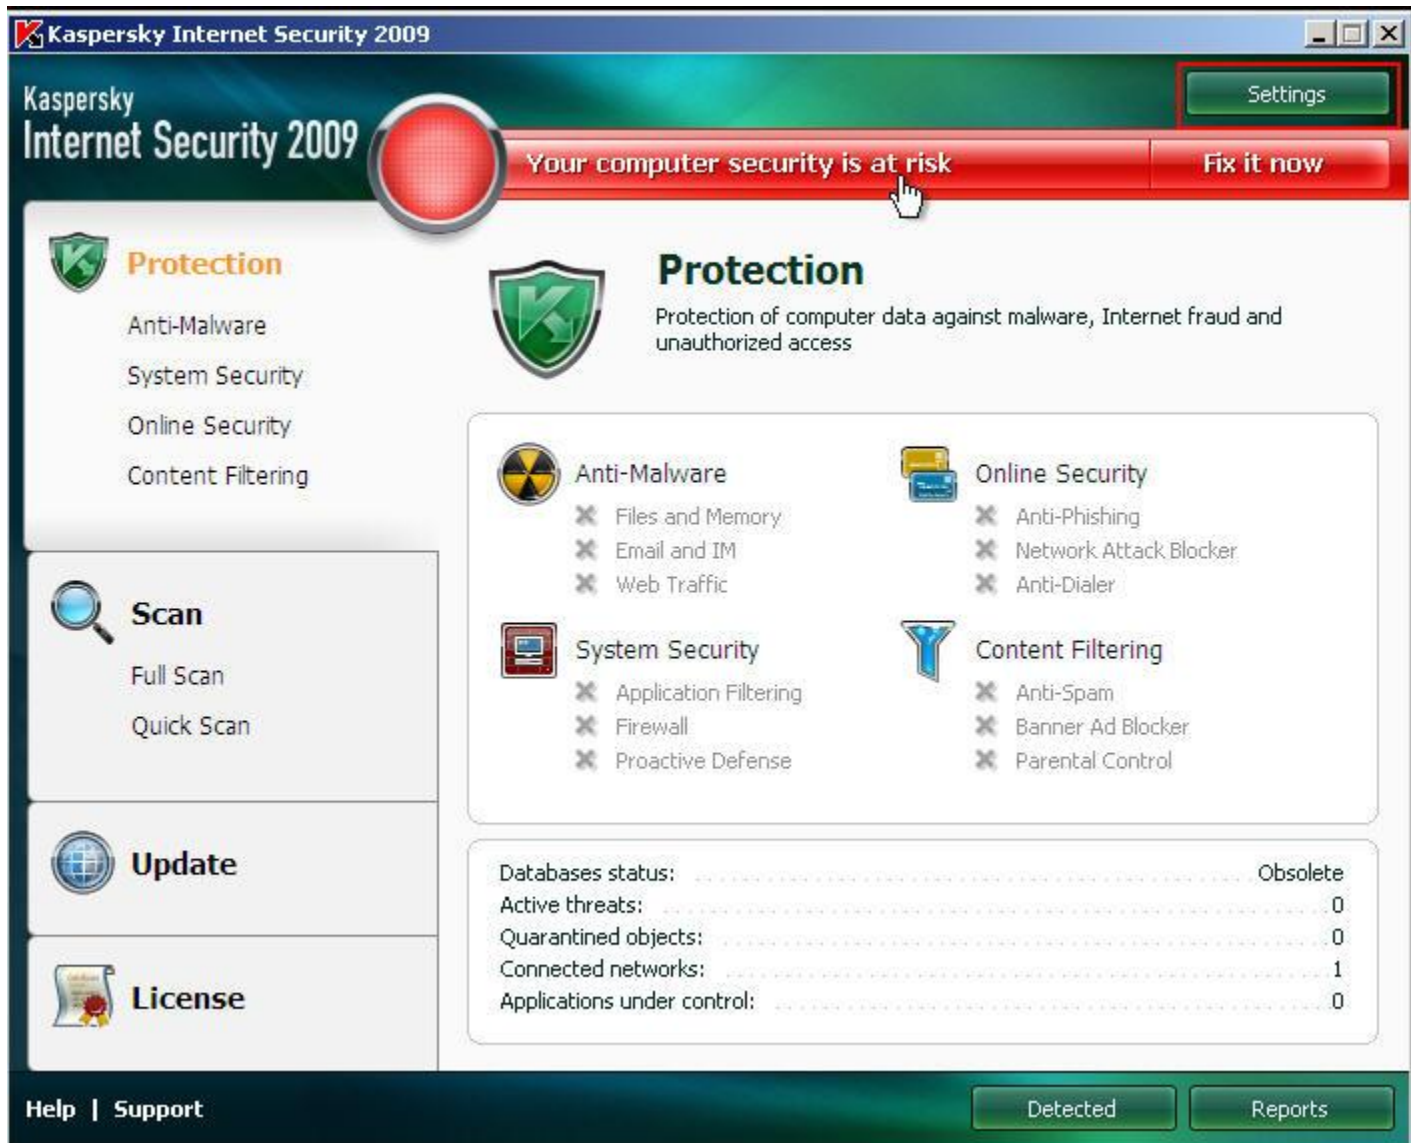 Kaspersky Internet Security 2009
Kaspersky
Internet Security 2009
Settings
Your computer security is at risk
Fix it now
Protection
Anti-Malware
System Security
Online Security
Content Filtering
Scan
Full Scan
Quick Scan
Update
License
Protection
Protection of computer data against malware, Internet fraud and
unauthorized access
Anti-Malware
Files and Memory
Email and IM
Web Traffic
Online Security
Anti-Phishing
Network Attack Blocker
Anti-Dialer
System Security
Application Filtering
Firewall
Proactive Defense
Content Filtering
Anti-Spam
Banner Ad Blocker
Parental Control
Databases status: Obsolete
Active threats: 0
Quarantined objects: 0
Connected networks: 1
Applications under control: 0
Help | Support
Detected
Reports